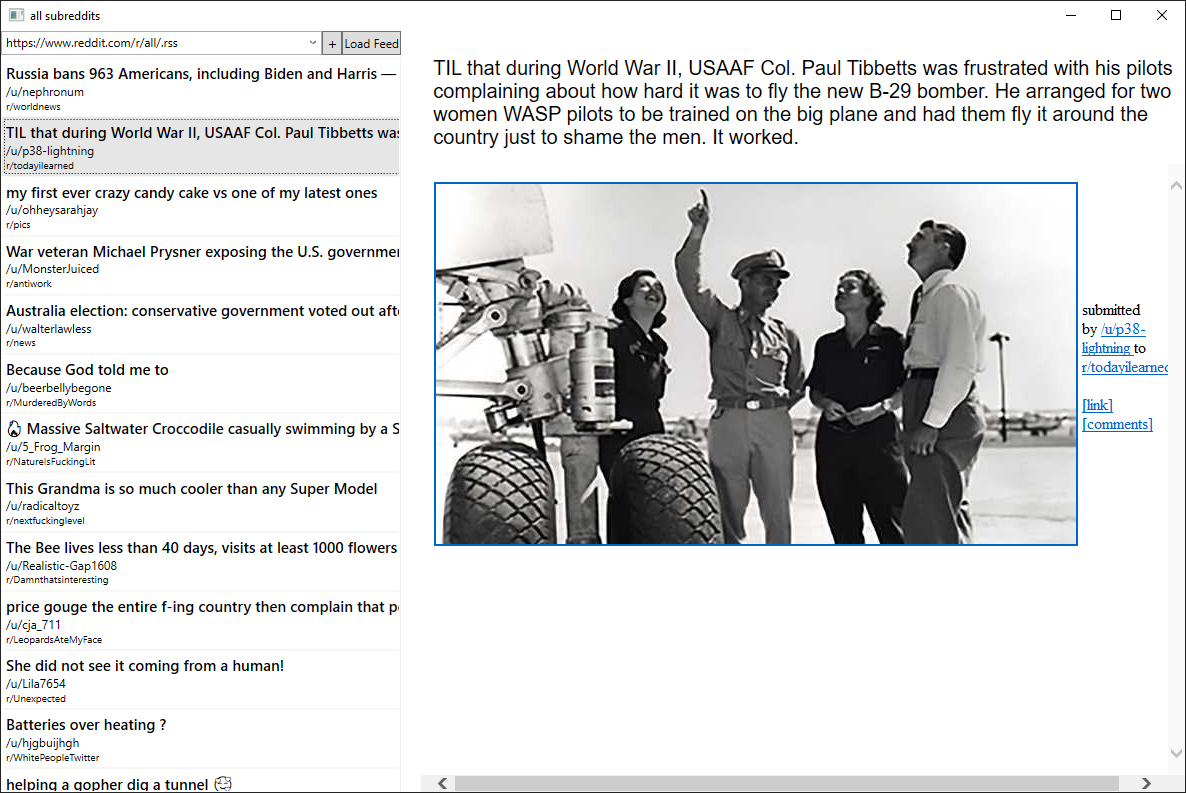 all subreddits
https://www.reddit.com/r/all/.rss
+ Load Feed
Russia bans 963 Americans, including Biden and Harris —
/u/nephronum
r/worldnews
TIL that during World War II, USAAF Col. Paul Tibbetts was
/u/p38-lightning
r/todayilearned
my first ever crazy candy cake vs one of my latest ones
/u/ohheysarahjay
r/pics
War veteran Michael Prysner exposing the U.S. governme
/u/MonsterJuiced
r/antiwork
Australia election: conservative government voted out aft
/u/walterlawless
r/news
Because God told me to
/u/beerbellybegone
r/MurderedByWords
🔥 Massive Saltwater Croccodile casually swimming by a S
/u/5_Frog_Margin
r/NatureIsFuckingLit
This Grandma is so much cooler than any Super Model
/u/radicaltoyz
r/nextfuckinglevel
The Bee lives less than 40 days, visits at least 1000 flowers
/u/Realistic-Gap1608
r/Damnthatsinteresting
price gouge the entire f-ing country then complain that p
/u/cja_711
r/LeopardsAteMyFace
She did not see it coming from a human!
/u/Lila7654
r/Unexpected
Batteries over heating ?
/u/hjgbuijhgh
r/WhitePeopleTwitter
helping a gopher dig a tunnel
TIL that during World War II, USAAF Col. Paul Tibbetts was frustrated with his pilots
complaining about how hard it was to fly the new B-29 bomber. He arranged for two
women WASP pilots to be trained on the big plane and had them fly it around the
country just to shame the men. It worked.
submitted
by /u/p38-
lightning to
r/todayilearned
[link]
[comments]